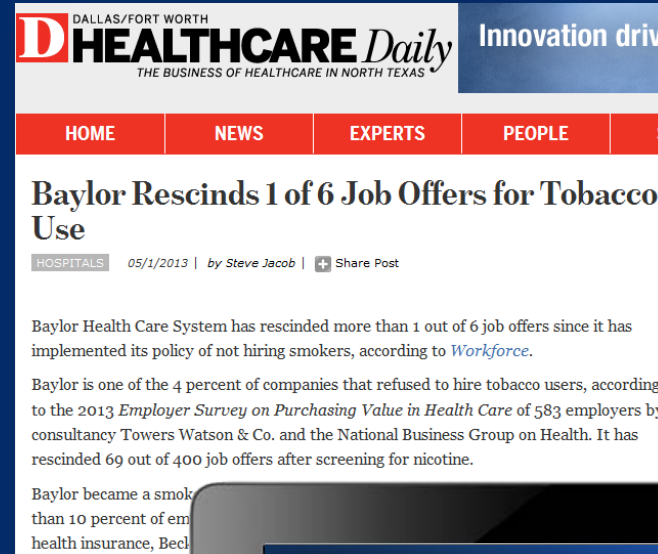 DALLAS/FORT WORTH
D HEALTHCARE Daily
THE BUSINESS OF HEALTHCARE IN NORTH TEXAS
Innovation
HOME NEWS EXPERTS PEOPLE
Baylor Rescinds 1 of 6 Job Offers for Tobacco
Use
HOSPITALS 05/1/2013 | by Steve Jacob | + Share Post
Baylor Health Care System has rescinded more than 1 out of 6 job offers since it has
implemented its policy of not hiring smokers, according to Workforce.
Baylor is one of the 4 percent of companies that refused to hire tobacco users, according
to the 2013 Employer Survey on Purchasing Value in Health Care of 583 employers by
consultancy Towers Watson & Co. and the National Business Group on Health. It has
rescinded 69 out of 400 job offers after screening for nicotine.
Baylor became a
than 10 percent of
health insurance,